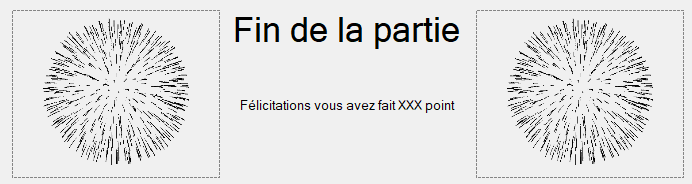 Fin de la partie
Félicitations vous avez fait XXX point